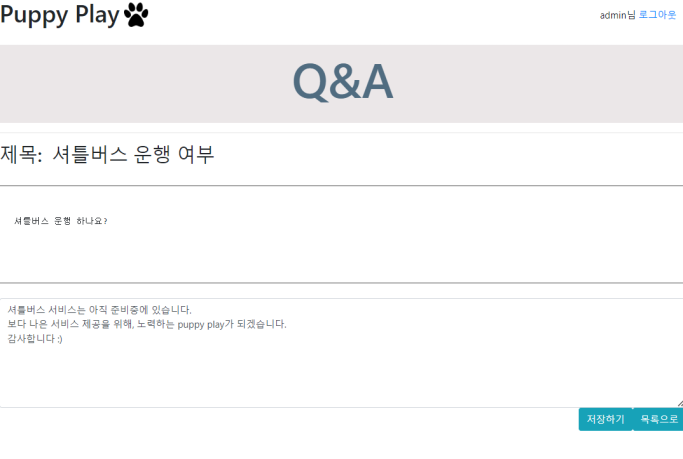 Puppy Play
admin님 로그아웃
Q&A
제목: 셔틀버스 운행 여부
셔틀버스 운행 하나요?
셔틀버스 서비스는 아직 준비중에 있습니다.
보다 나은 서비스 제공을 위해, 노력하는 puppy play가 되겠습니다.
감사합니다 :)
저장하기 목록으로